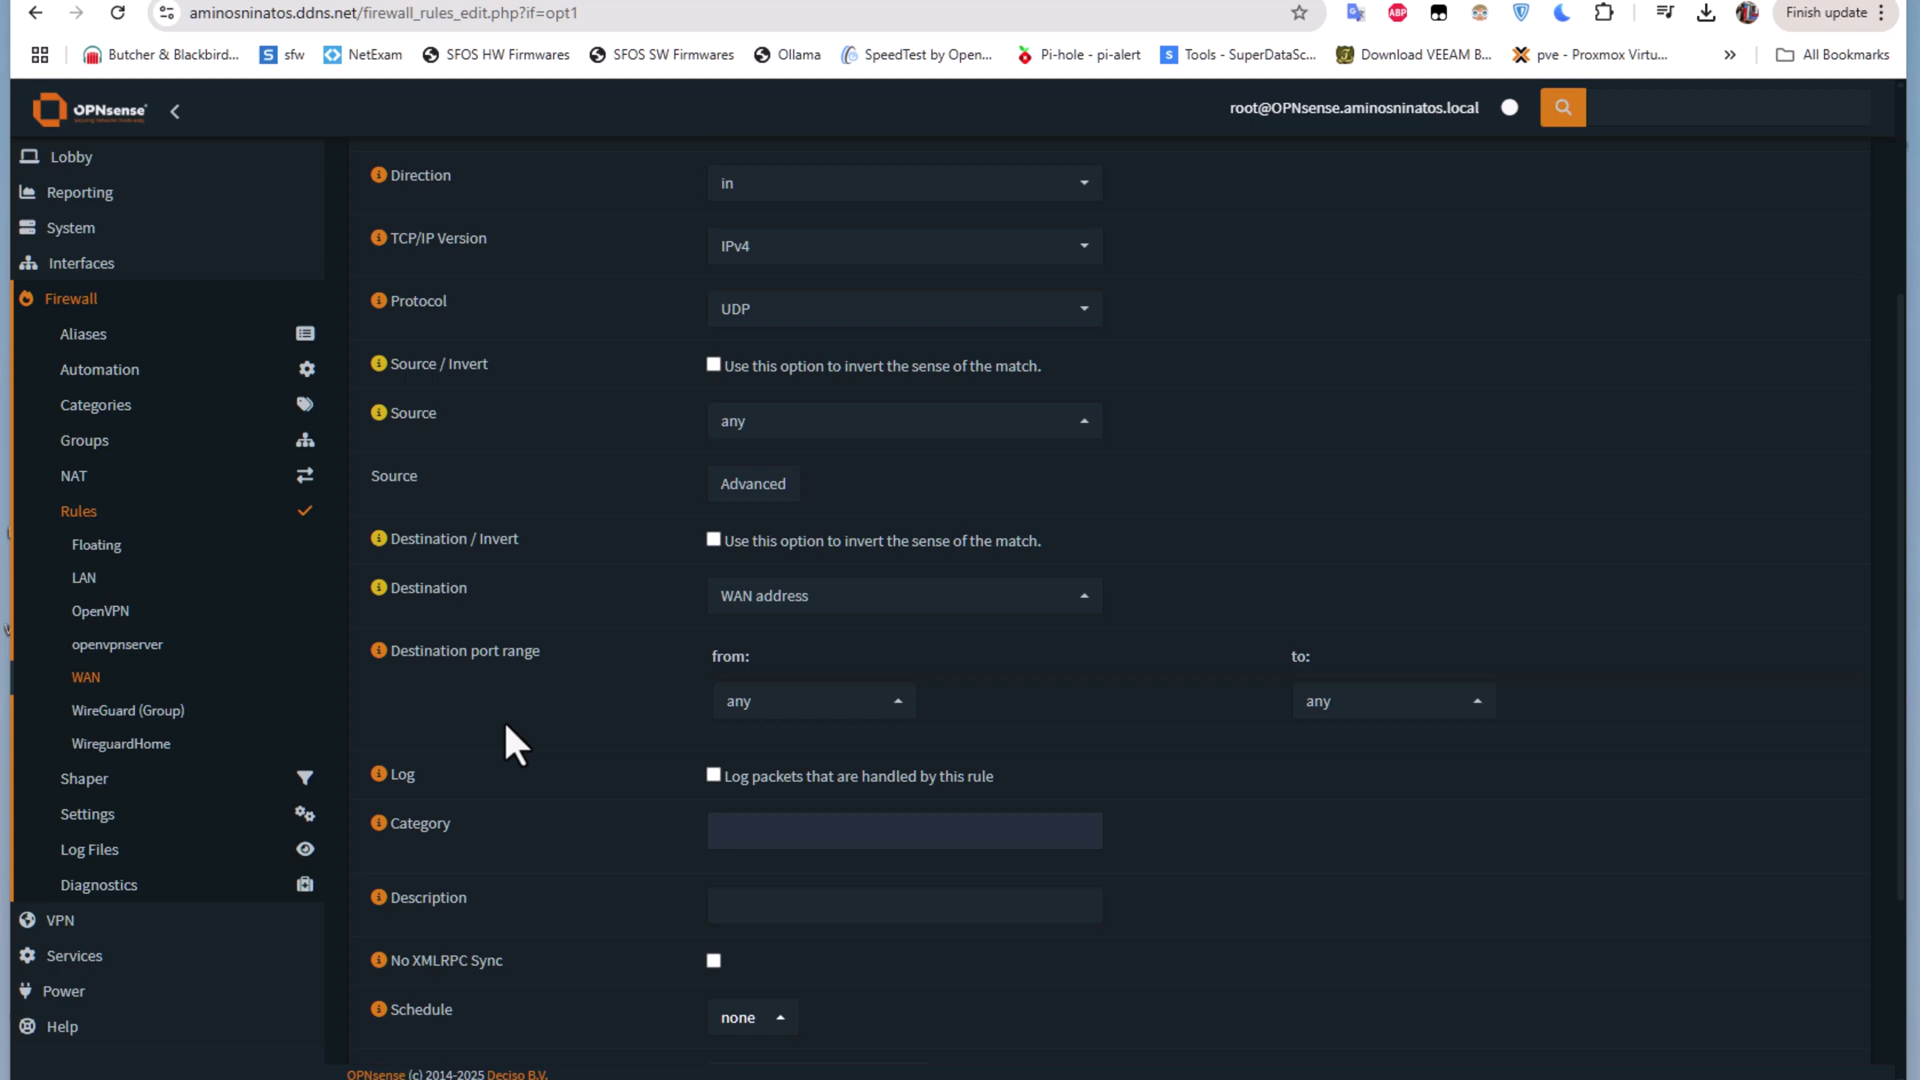 aminosninatos.ddns.net/firewall_rules_edit.php?if=opt1
ABP
Finish update
Butcher & Blackbird...
S sfw
NetExam
SFOS HW Firmwares
SFOS SW Firmwares
Ollama
SpeedTest by Open...
Pi-hole - pi-alert
S Tools - SuperDataSc...
Download VEEAM B...
pve - Proxmox Virtu...
»
All Bookmarks
OPNsense
root@OPNsense.aminosninatos.local
Lobby
Reporting
System
Interfaces
Firewall
Aliases
Automation
Categories
Groups
NAT
Rules
Floating
LAN
OpenVPN
openvpnserver
WAN
WireGuard (Group)
WireguardHome
Shaper
Settings
Log Files
Diagnostics
VPN
Services
Power
Help
Direction
in
TCP/IP Version
IPv4
Protocol
UDP
Source / Invert
Use this option to invert the sense of the match.
Source
any
Source
Advanced
Destination / Invert
Use this option to invert the sense of the match.
Destination
WAN address
Destination port range
from:
to:
any
any
Log
Log packets that are handled by this rule
Category
Description
No XMLRPC Sync
Schedule
none
OPNsense (c) 2014-2025 Deciso B.V.